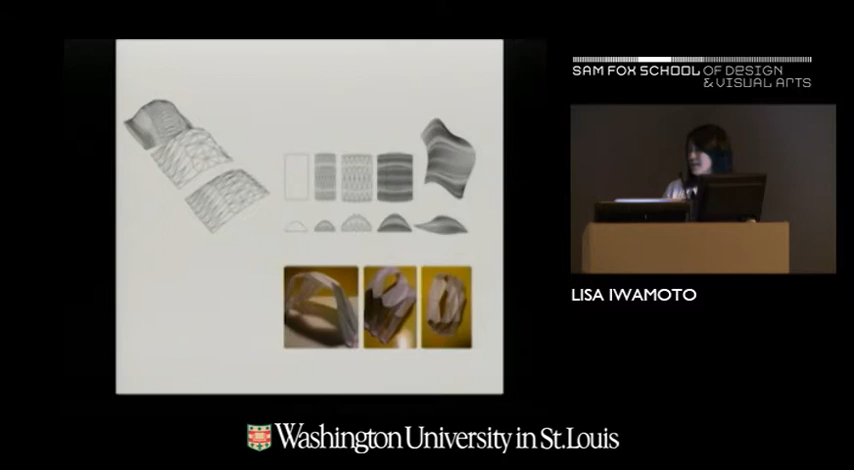 SAM FOX SCHOOL OF DESIGN
& VISUAL ARTS
LISA IWAMOTO
Washington University in St. Louis